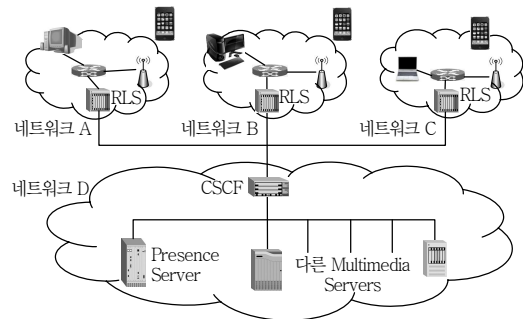 RLS
RLS
RLS
네트워크 A
네트워크 B
네트워크 C
네트워크 D
CSCF
Presence
Server
다른 Multimedia
Servers